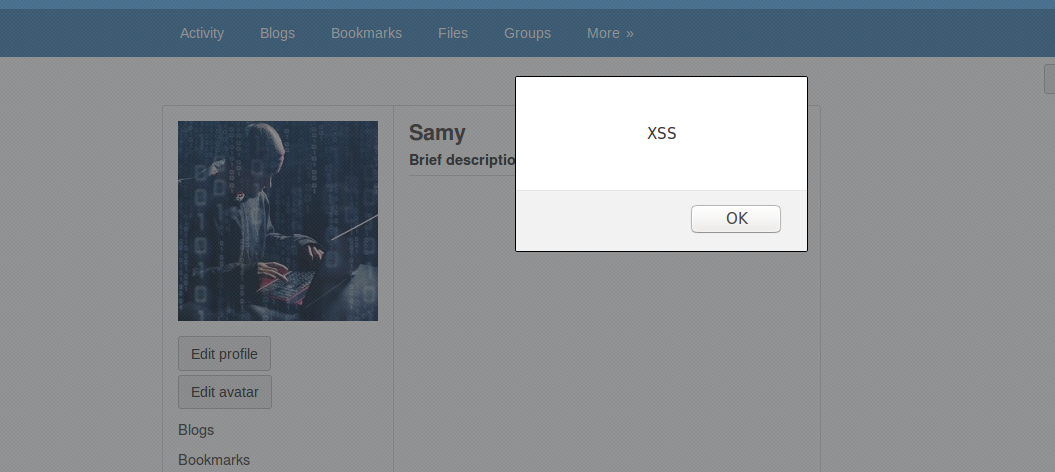 Activity Blogs Bookmarks Files Groups More »
XSS
OK
Samy
Brief descriptio
Edit profile
Edit avatar
Blogs
Bookmarks